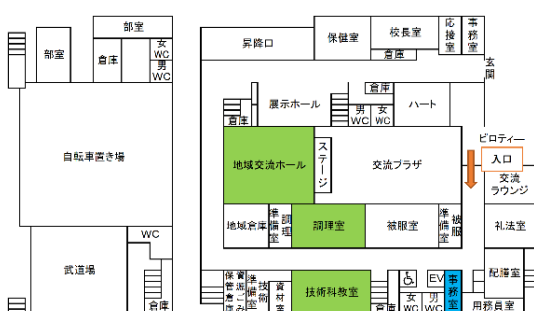 部室
部室
倉庫
女
WC
男
WC
昇降口
保健室
校長室
倉庫
応接室
事務室
玄関
倉庫
展示ホール
倉庫
男
WC
女
WC
ハート
ピロティー
入口
自転車置き場
地域交流ホール
ステージ
交流プラザ
交流
ラウンジ
地域倉庫
準備室
調理
調理室
被服室
準備室
被服
礼法室
WC
武道場
倉庫
保管倉庫
資源ごみ
準備室
技術
資材室
技術科教室
倉庫
女
WC
男
WC
EV
事務室
配膳室
用務員室